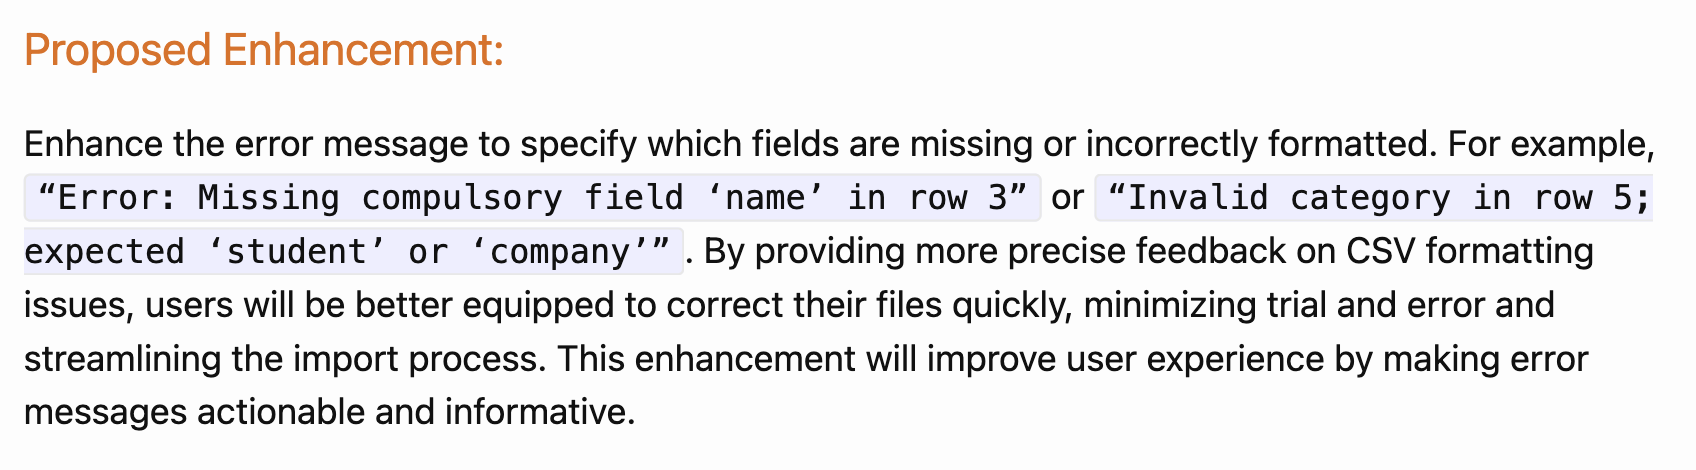 Proposed Enhancement:
Enhance the error message to specify which fields are missing or incorrectly formatted. For example,
“Error: Missing compulsory field ‘name’ in row 3” or “Invalid category in row 5;
expected ‘student’ or ‘company’”. By providing more precise feedback on CSV formatting
issues, users will be better equipped to correct their files quickly, minimizing trial and error and
streamlining the import process. This enhancement will improve user experience by making error
messages actionable and informative.